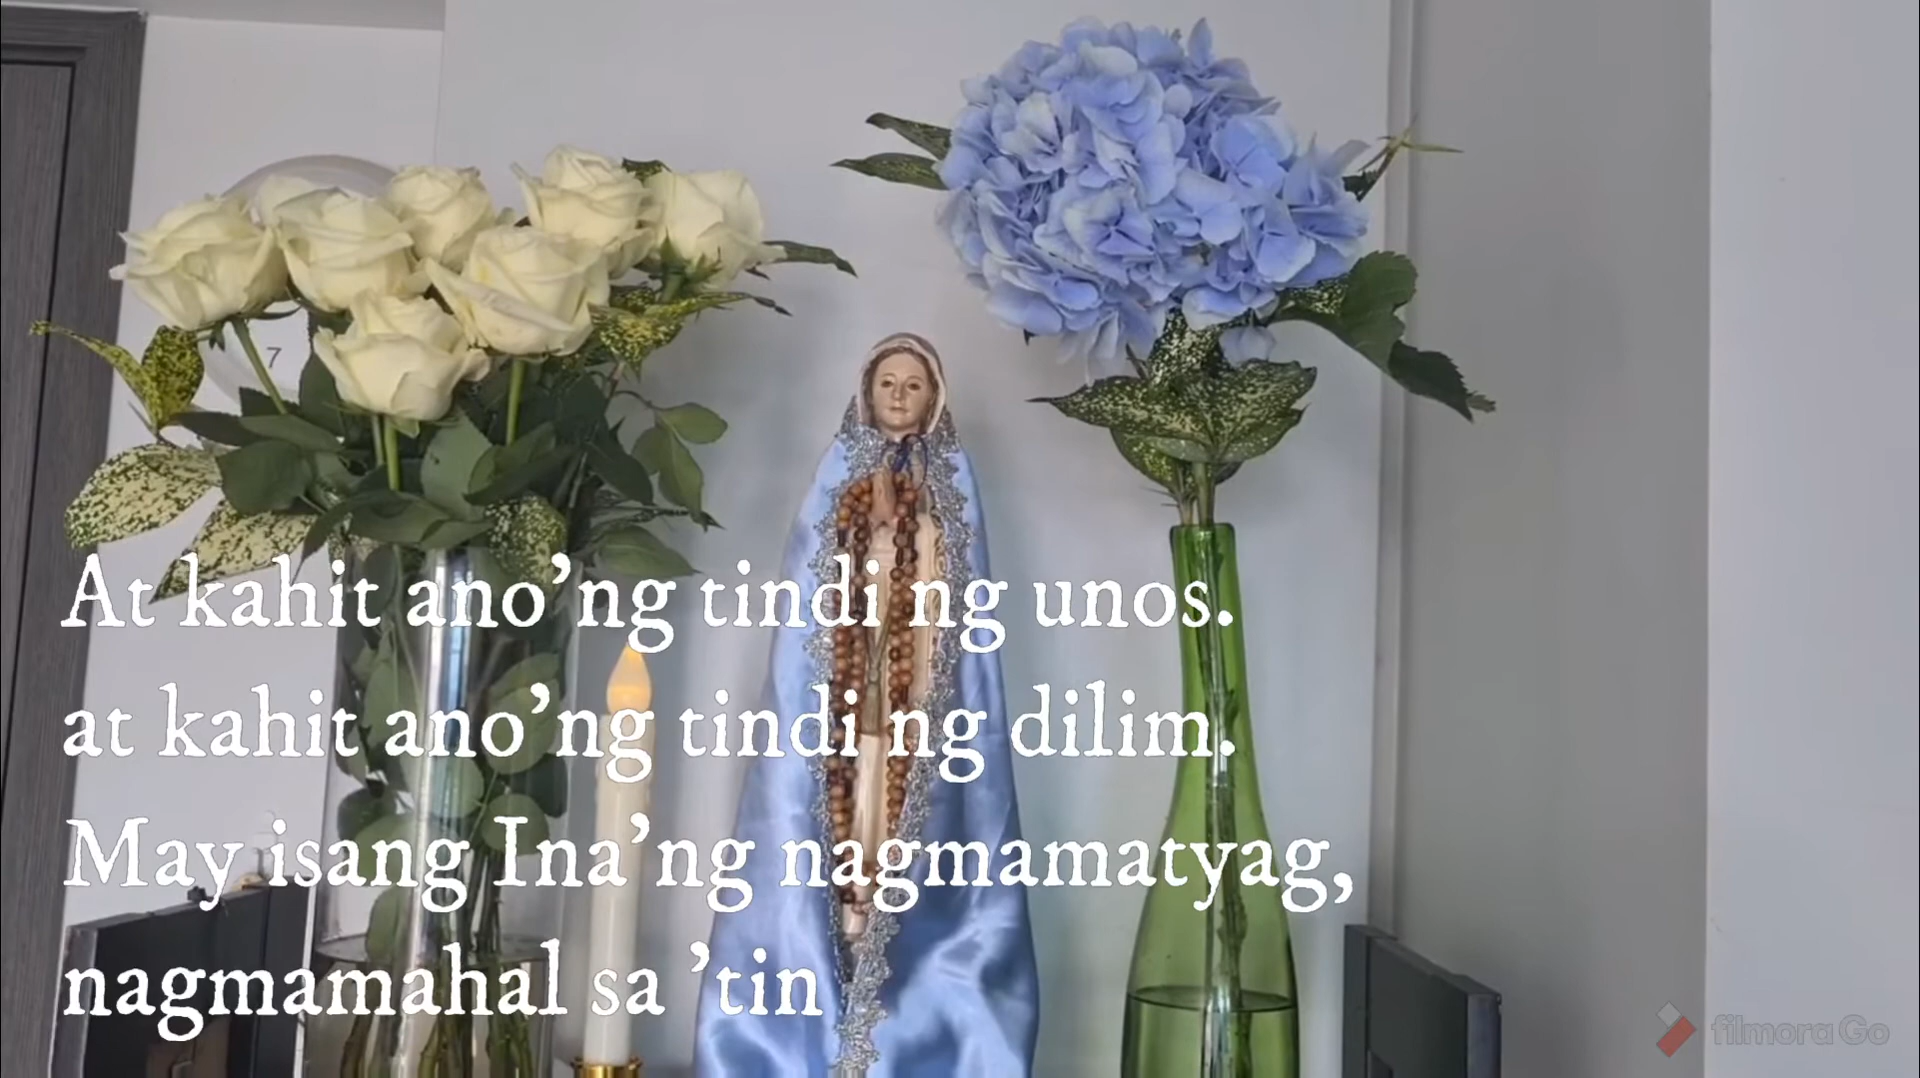 7
At kahit ano'ng tindi ng unos.
at kahit ano'ng tindi ng dilim.
May isang Ina'ng nagmamatyag,
nagmamahal sa 'tin
filmora Go